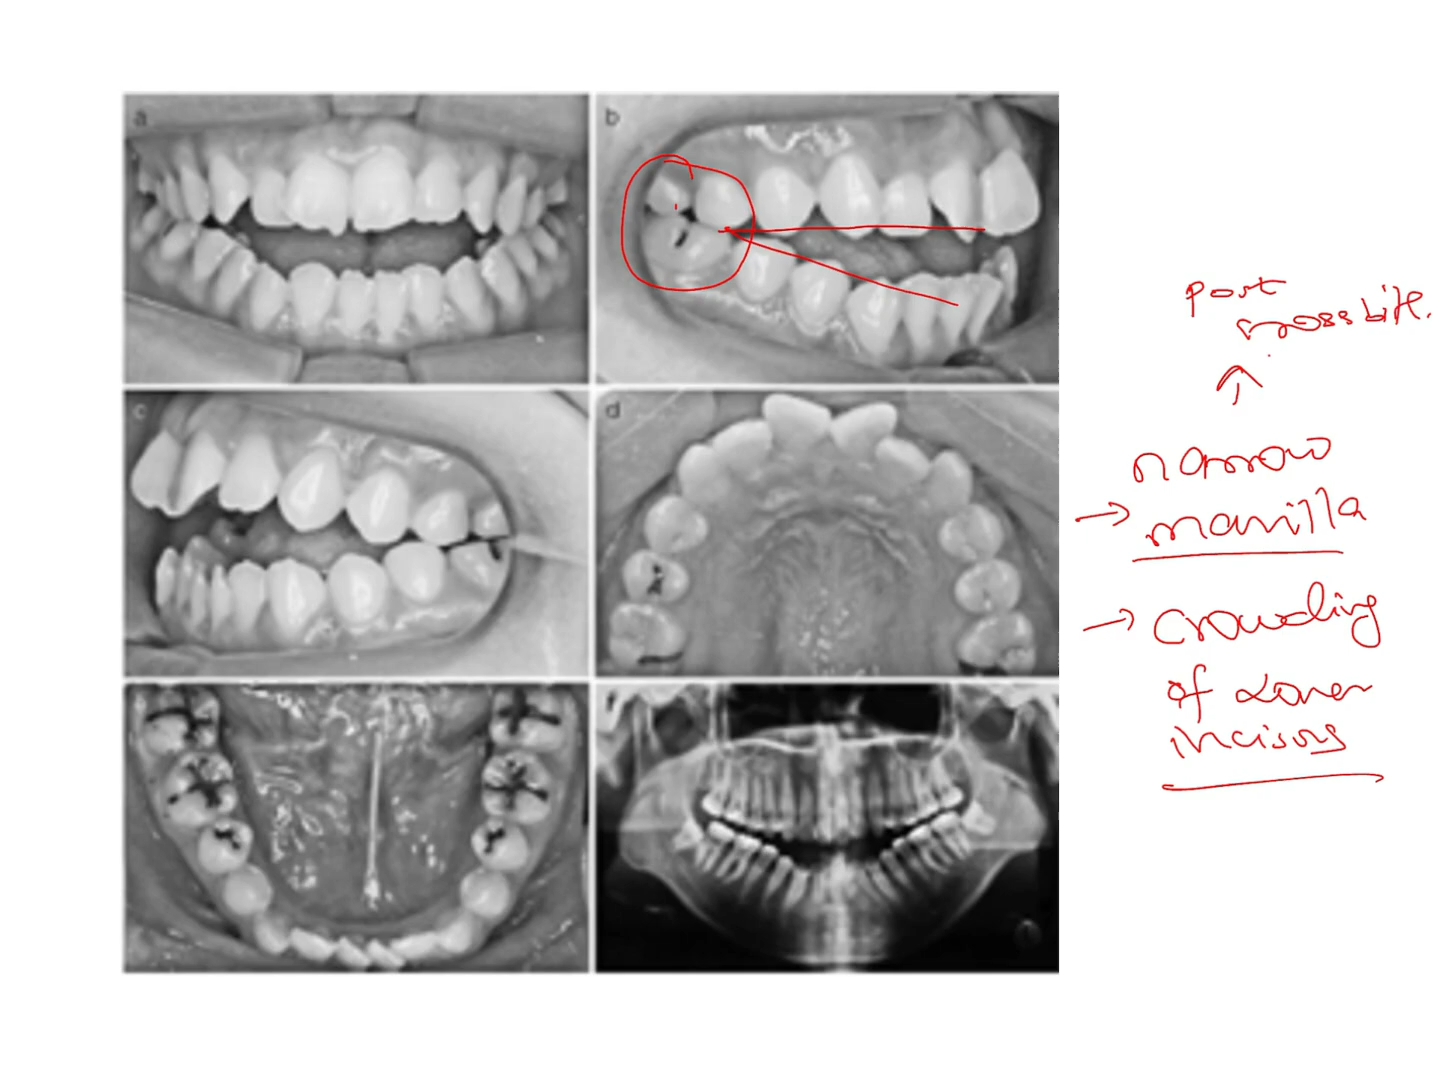 a
b
c
d
post
crossbite.
narrow
→ maxilla
→ crowding
of Lower
incisors